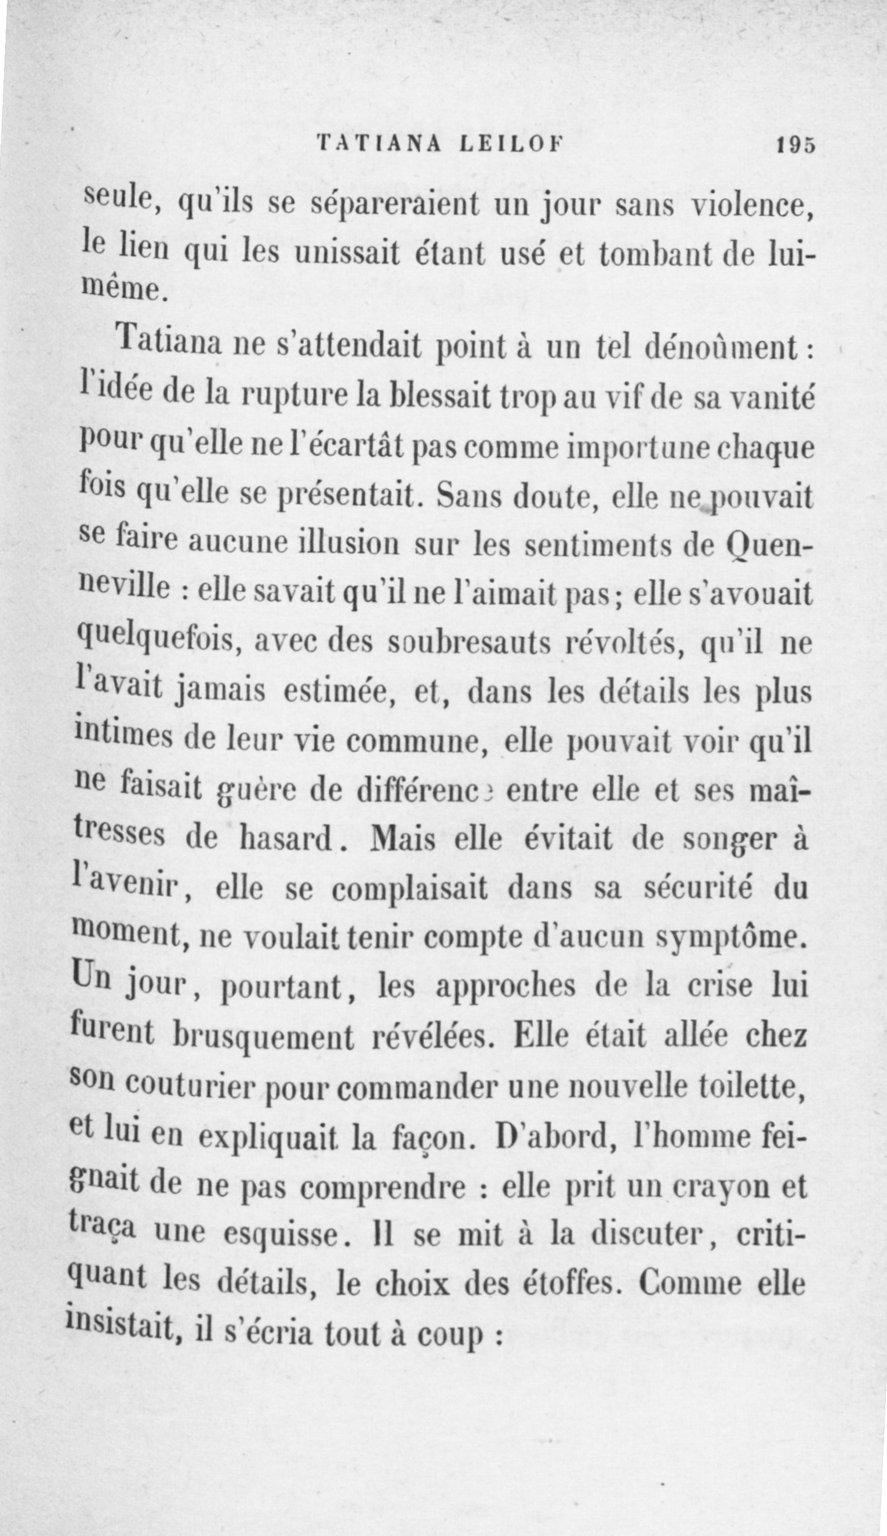 TATIANA LEILOF 195
seule, qu'ils se sépareraient un jour sans violence,
le lien qui les unissait étant usé et tombant de lui-
même.
Tatiana ne s'attendait point à un tel dénoûment :
l'idée de la rupture la blessait trop au vif de sa vanité
pour qu'elle ne l'écartât pas comme importune chaque
fois qu'elle se présentait. Sans doute, elle ne pouvait
se faire aucune illusion sur les sentiments de Quen-
neville : elle savait qu'il ne l'aimait pas ; elle s'avouait
quelquefois, avec des soubresauts révoltés, qu'il ne
l'avait jamais estimée, et, dans les détails les plus
intimes de leur vie commune, elle pouvait voir qu'il
ne faisait guère de différence entre elle et ses maî-
tresses de hasard. Mais elle évitait de songer à
l'avenir, elle se complaisait dans sa sécurité du
moment, ne voulait tenir compte d'aucun symptôme.
Un jour, pourtant, les approches de la crise lui
furent brusquement révélées. Elle était allée chez
son couturier pour commander une nouvelle toilette,
et lui en expliquait la façon. D'abord, l'homme fei-
gnait de ne pas comprendre : elle prit un crayon et
traça une esquisse. Il se mit à la discuter, criti-
quant les détails, le choix des étoffes. Comme elle
insistait, il s'écria tout à coup :